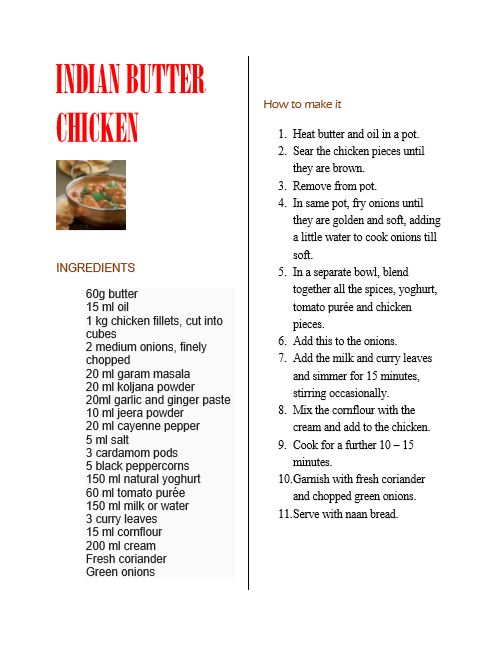 INDIAN BUTTER
CHICKEN
INGREDIENTS
60g butter
15 ml oil
1 kg chicken fillets, cut into
cubes
2 medium onions, finely
chopped
20 ml garam masala
20 ml koljana powder
20ml garlic and ginger paste
10 ml jeera powder
20 ml cayenne pepper
5 ml salt
3 cardamom pods
5 black peppercorns
150 ml natural yoghurt
60 ml tomato purée
150 ml milk or water
3 curry leaves
15 ml cornflour
200 ml cream
Fresh coriander
Green onions
How to make it
1. Heat butter and oil in a pot.
2. Sear the chicken pieces until
they are brown.
3. Remove from pot.
4. In same pot, fry onions until
they are golden and soft, adding
a little water to cook onions till
soft.
5. In a separate bowl, blend
together all the spices, yoghurt,
tomato purée and chicken
pieces.
6. Add this to the onions.
7. Add the milk and curry leaves
and simmer for 15 minutes,
stirring occasionally.
8. Mix the cornflour with the
cream and add to the chicken.
9. Cook for a further 10 – 15
minutes.
10.Garnish with fresh coriander
and chopped green onions.
11.Serve with naan bread.